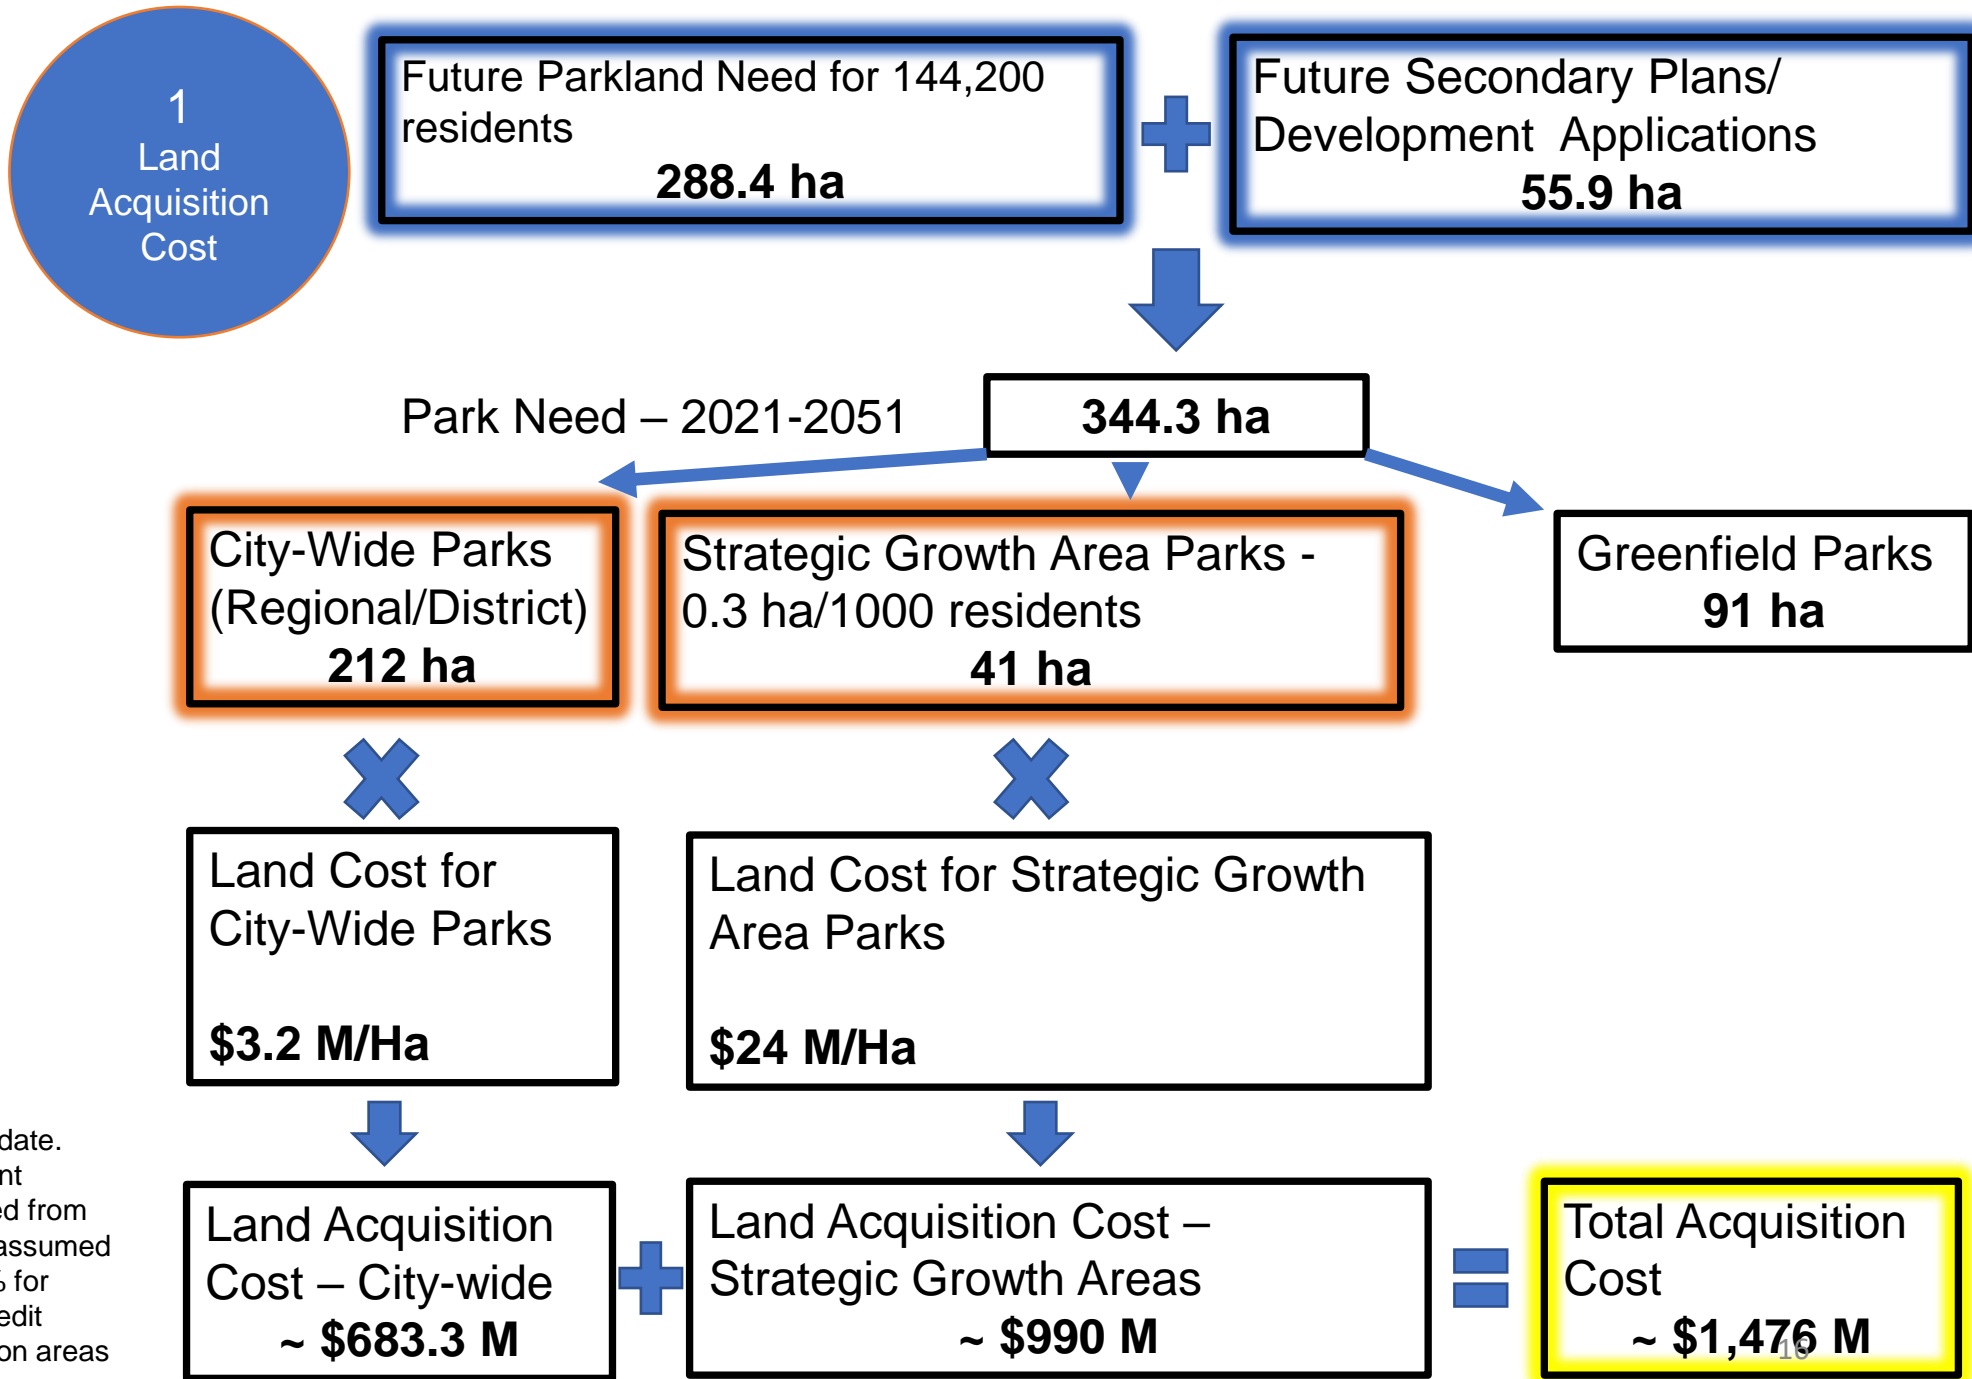 1
Land
Acquisition
Cost
Future Parkland Need for 144,200
residents
288.4 ha
Future Secondary Plans/
Development Applications
55.9 ha
Park Need – 2021-2051
344.3 ha
City-Wide Parks
(Regional/District)
212 ha
Strategic Growth Area Parks -
0.3 ha/1000 residents
41 ha
Greenfield Parks
91 ha
Land Cost for
City-Wide Parks
$3.2 M/Ha
Land Cost for Strategic Growth
Area Parks
$24 M/Ha
date.
nt
ed from
assumed
% for
edit
on areas
Land Acquisition
Cost – City-wide
~ $683.3 M
Land Acquisition Cost –
Strategic Growth Areas
~ $990 M
Total Acquisition
Cost
~ $1,476 M
16